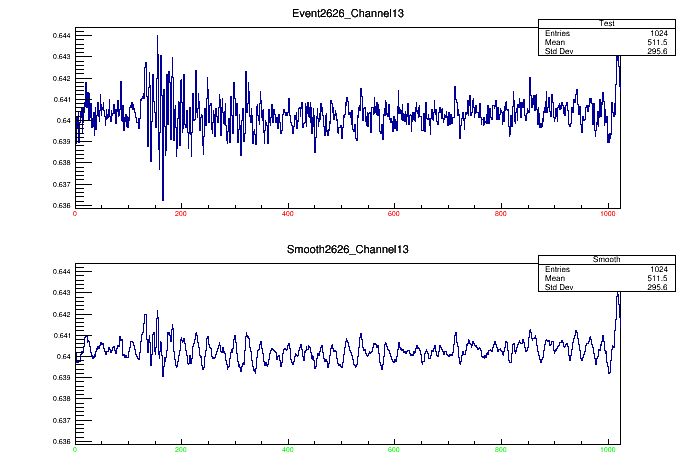 Event2626_Channel13
Test
Entries 1024
Mean 511.5
Std Dev 295.6
0.644
0.643
0.642
0.641
0.64
0.639
0.638
0.637
0.636
0 200 400 600 800 1000
Smooth2626_Channel13
Smooth
Entries 1024
Mean 511.5
Std Dev 295.6
0.644
0.643
0.642
0.641
0.64
0.639
0.638
0.637
0.636
0 200 400 600 800 1000